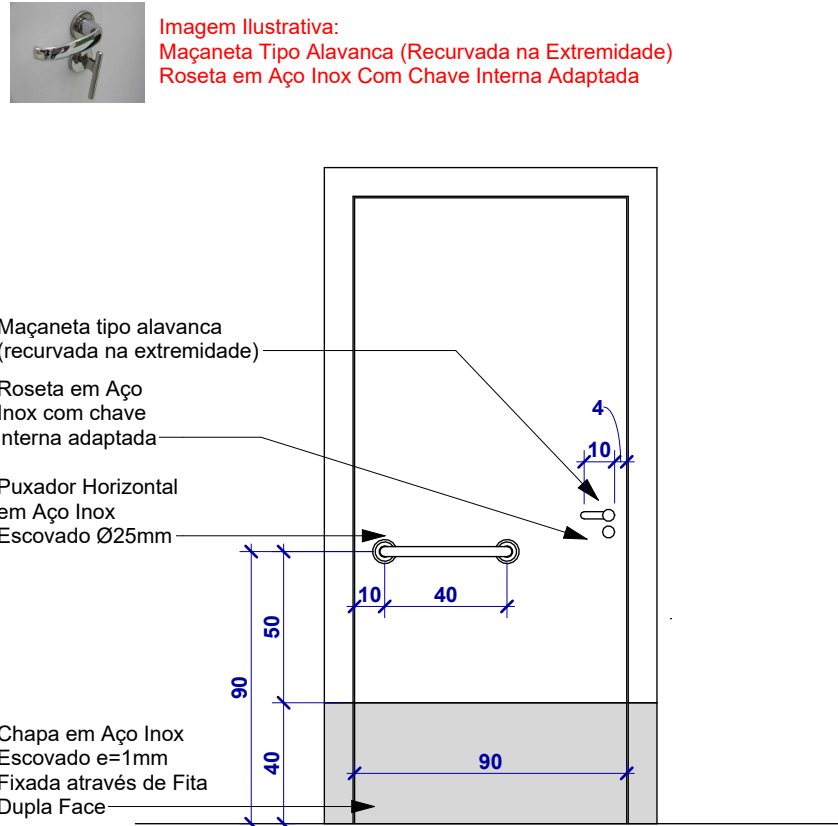 Imagem Ilustrativa:
Maçaneta Tipo Alavanca (Recurvada na Extremidade)
Roseta em Aço Inox Com Chave Interna Adaptada
Maçaneta tipo alavanca
(recurvada na extremidade)
Roseta em Aço
Inox com chave
interna adaptada
4
10
Puxador Horizontal
em Aço Inox
Escovado Ø25mm
10
40
50
90
Chapa em Aço Inox
Escovado e=1mm
Fixada através de Fita
Dupla Face
40
90